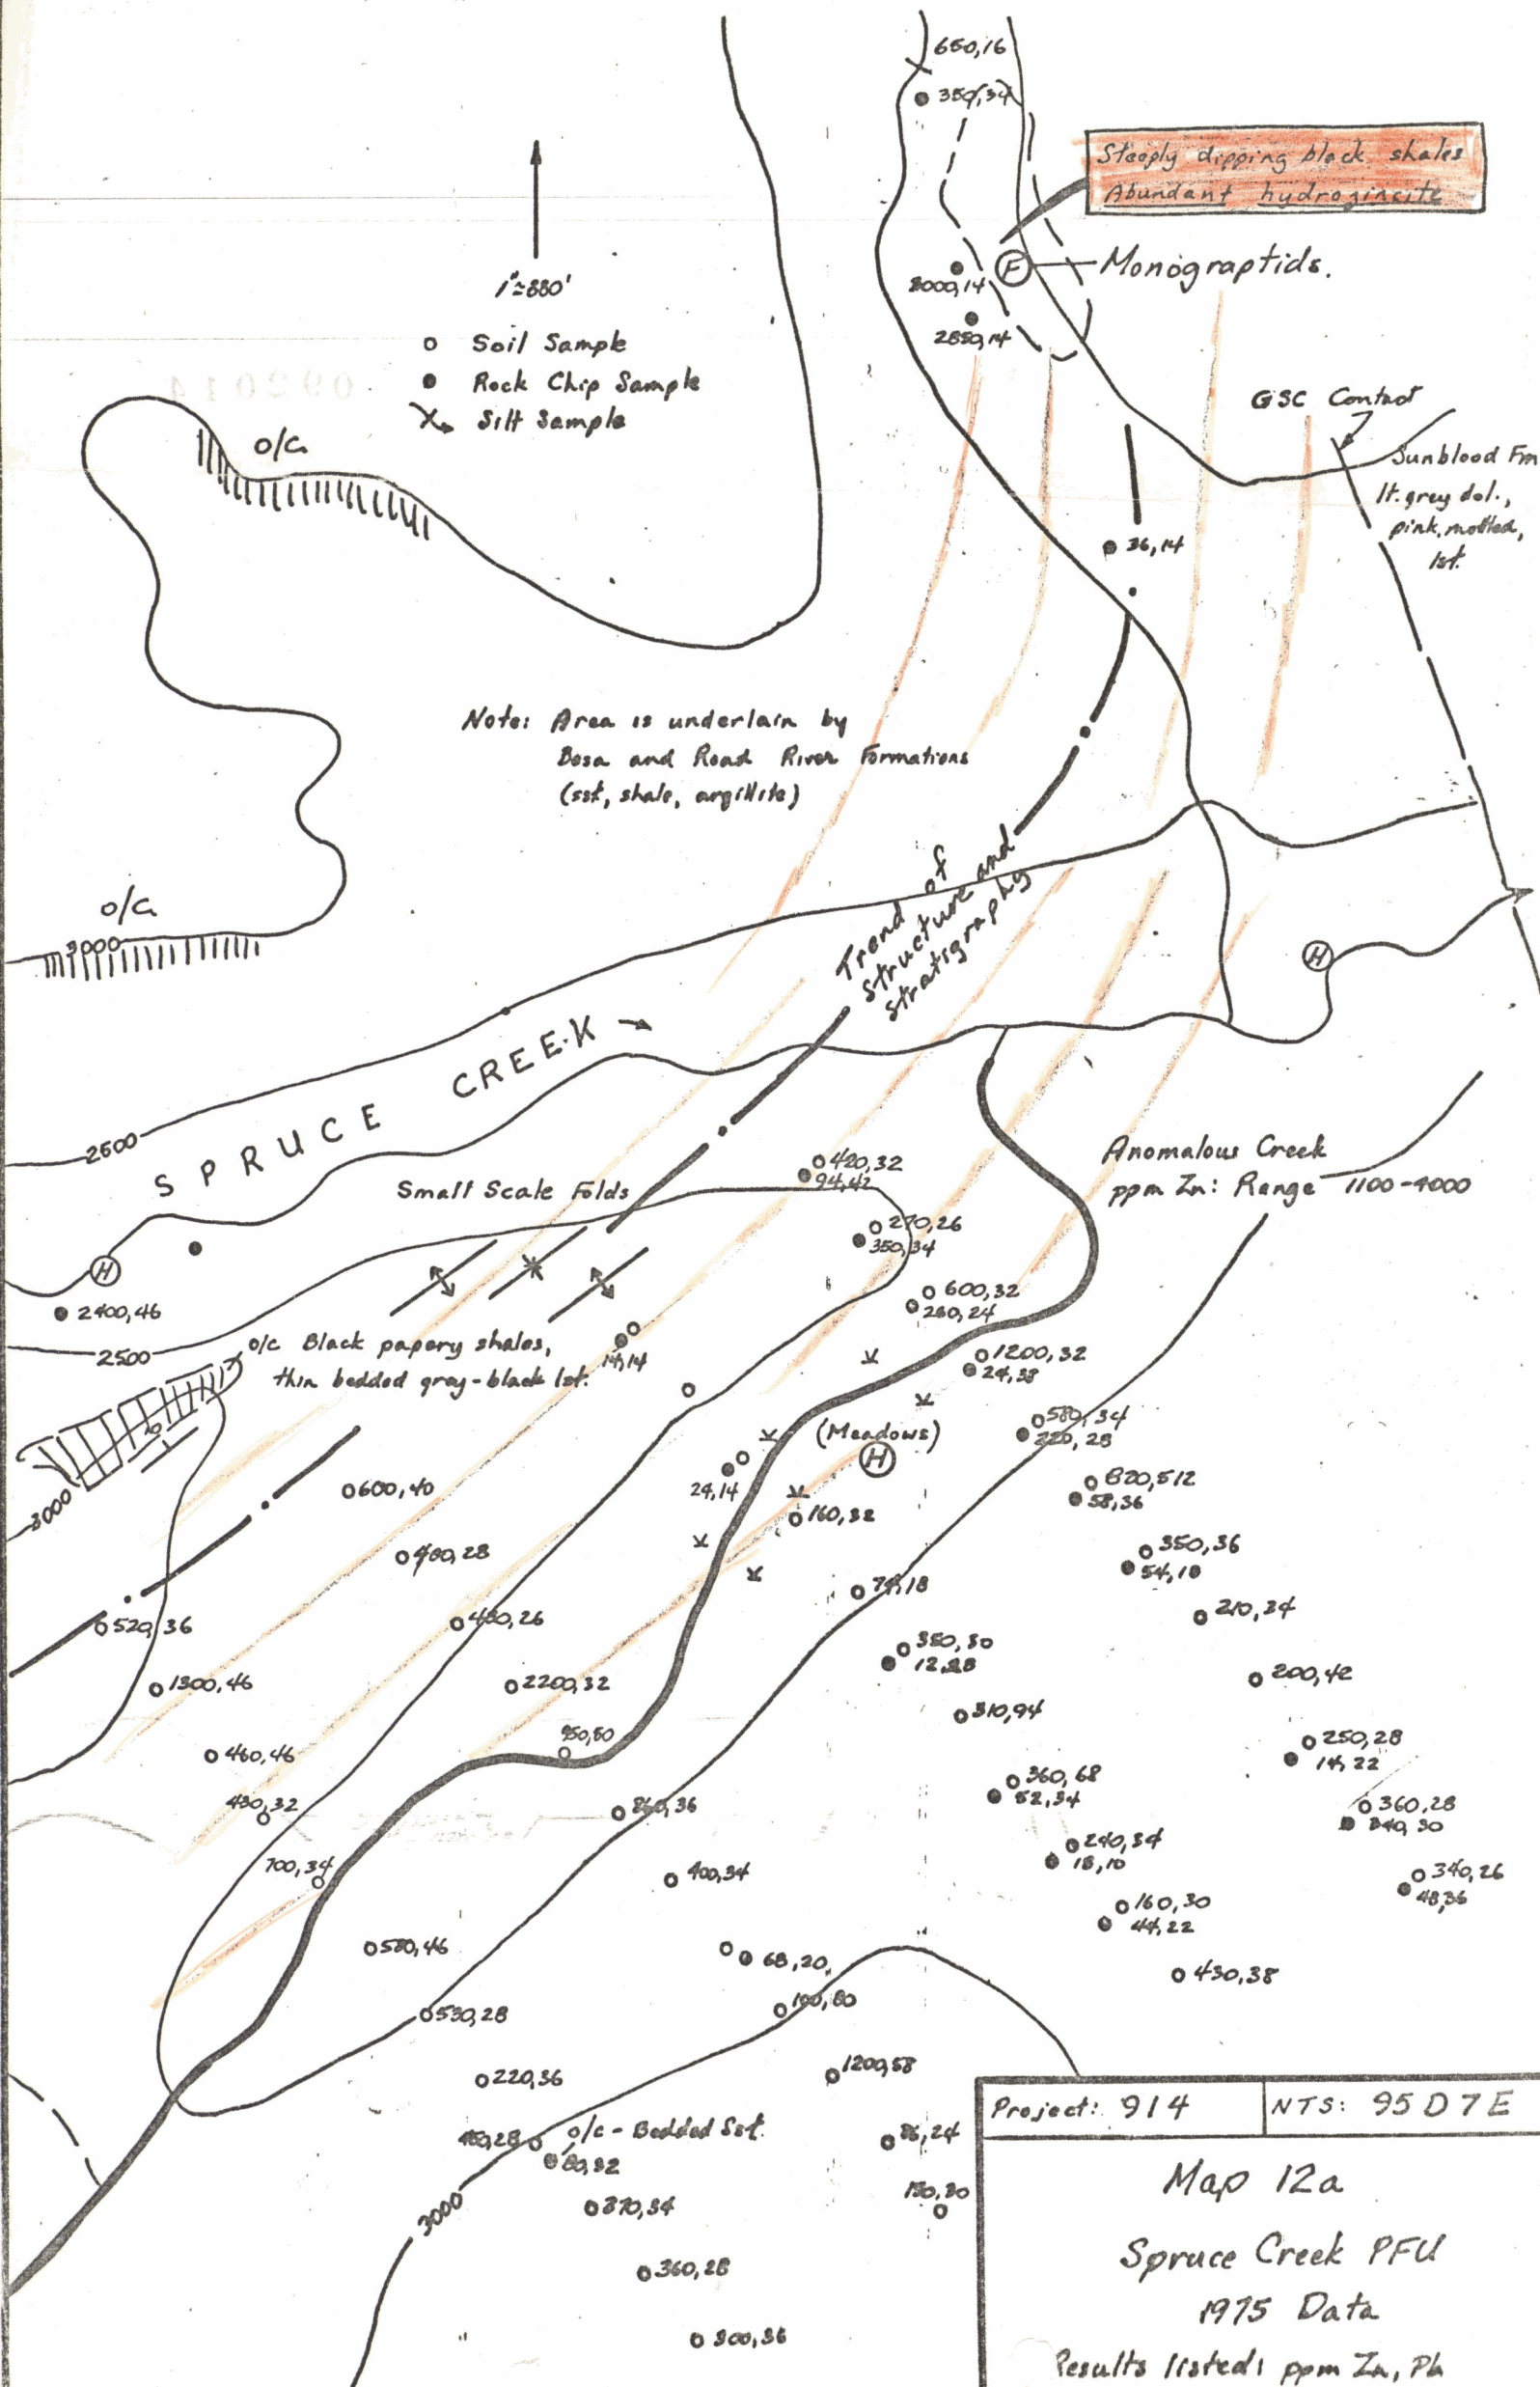 650,16
350,34
Steeply dipping black shales
Abundant hydrozincite
F
Monograptids.
1"≃880'
Soil Sample
Rock Chip Sample
Silt Sample
2850,14
GSC Contact
Sunblood Fm
lt. grey dol.,
pink, mottled,
lst.
O/C
36,14
Note: Area is underlain by
Besa and Road River Formations
(sst, shale, argillite)
Trend of
Structure and
Stratigraphy
O/C
3000
H
SPRUCE CREEK
2500
Anomalous Creek
ppm Zn: Range 1100-4000
420,32
94,42
Small Scale Folds
270,26
350,34
H
2400,46
600,32
280,24
2500
o/c Black papery shales,
thin bedded gray-black lst.
14,14
1200,32
24,38
580,34
220,28
(Meadows)
H
24,14
820,512
58,36
3000
600,40
160,32
480,28
350,36
54,18
74,18
520,36
480,26
210,34
350,30
12,28
1300,46
2200,32
200,42
310,94
950,80
250,28
14,22
460,46
360,68
52,34
430,32
860,36
360,28
240,34
18,10
700,34
400,34
340,26
48,36
160,30
44,22
580,46
68,20
430,38
530,28
100,80
220,36
1200,58
Project: 914
NTS: 95D7E
o/c - Bedded Sst.
86,24
80,32
Map 12a
150,30
370,34
3000
Spruce Creek PFU
360,28
1975 Data
300,36
Results listed: ppm Zn, Pb